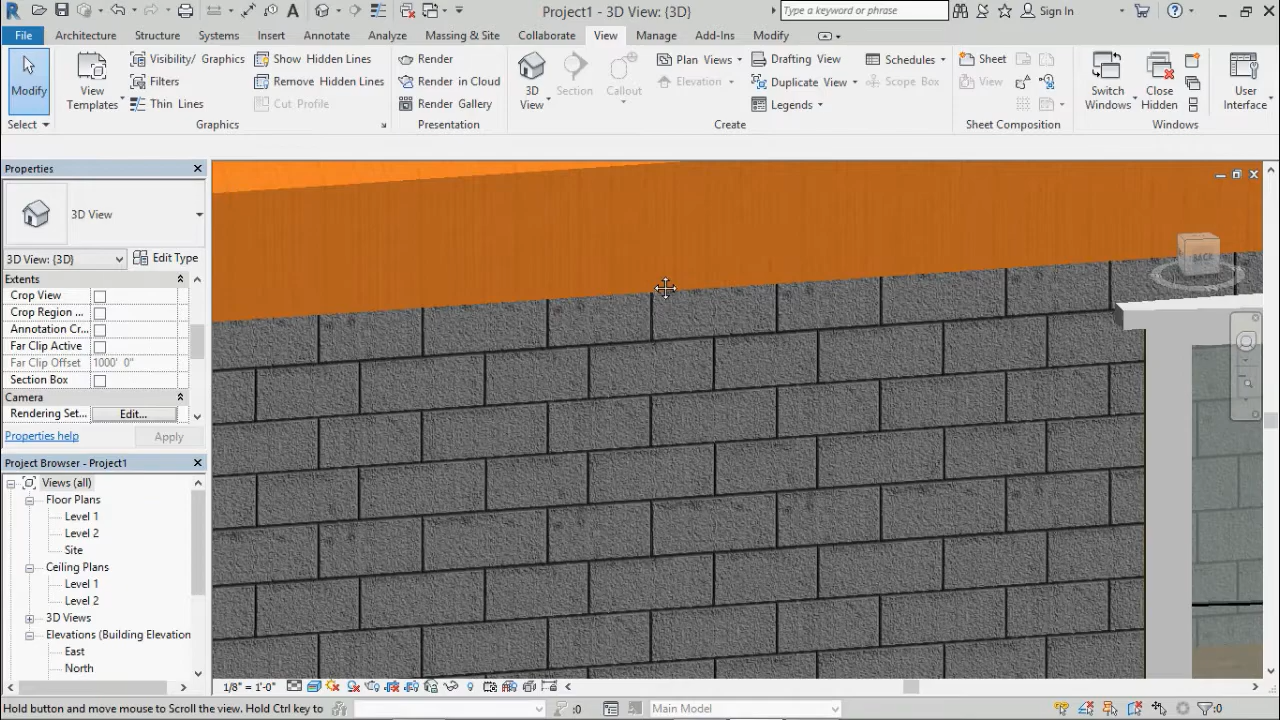 Project1 - 3D View: {3D}
Type a keyword or phrase
Sign In
File Architecture Structure Systems Insert Annotate Analyze Massing & Site Collaborate View Manage Add-Ins Modify
Modify
View Templates
Visibility/ Graphics
Filters
Thin Lines
Show Hidden Lines
Remove Hidden Lines
Cut Profile
Render
Render in Cloud
Render Gallery
3D View
Section
Callout
Plan Views
Elevations
Drafting View
Duplicate View
Legends
Schedules
Scope Box
Sheet
View
Switch Windows
Close Hidden
User Interface
Select Graphics Presentation Create Sheet Composition Windows
Properties
3D View
3D View: {3D} Edit Type
Extents
Crop View
Crop Region ...
Annotation Cr...
Far Clip Active
Far Clip Offset 1000' 0"
Section Box
Camera
Rendering Set... Edit...
Properties help Apply
Project Browser - Project1
Views (all)
Floor Plans
Level 1
Level 2
Site
Ceiling Plans
Level 1
Level 2
3D Views
Elevations (Building Elevation
East
North
1/8" = 1'-0"
Hold button and move mouse to Scroll the view. Hold Ctrl key to :0 Main Model :0